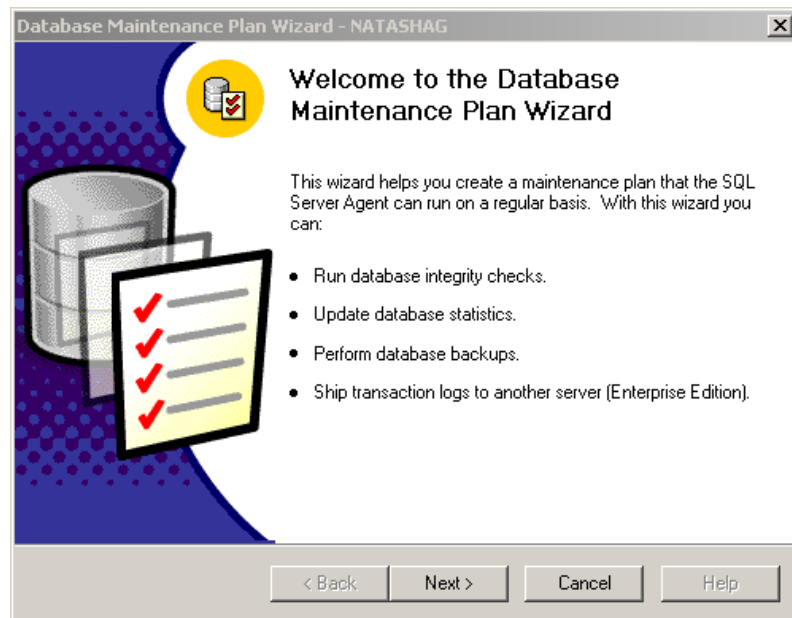 Database Maintenance Plan Wizard - NATASHAG
Welcome to the Database
Maintenance Plan Wizard
This wizard helps you create a maintenance plan that the SQL
Server Agent can run on a regular basis.  With this wizard you
can:
● Run database integrity checks.
● Update database statistics.
● Perform database backups.
● Ship transaction logs to another server (Enterprise Edition).
< Back
Next >
Cancel
Help